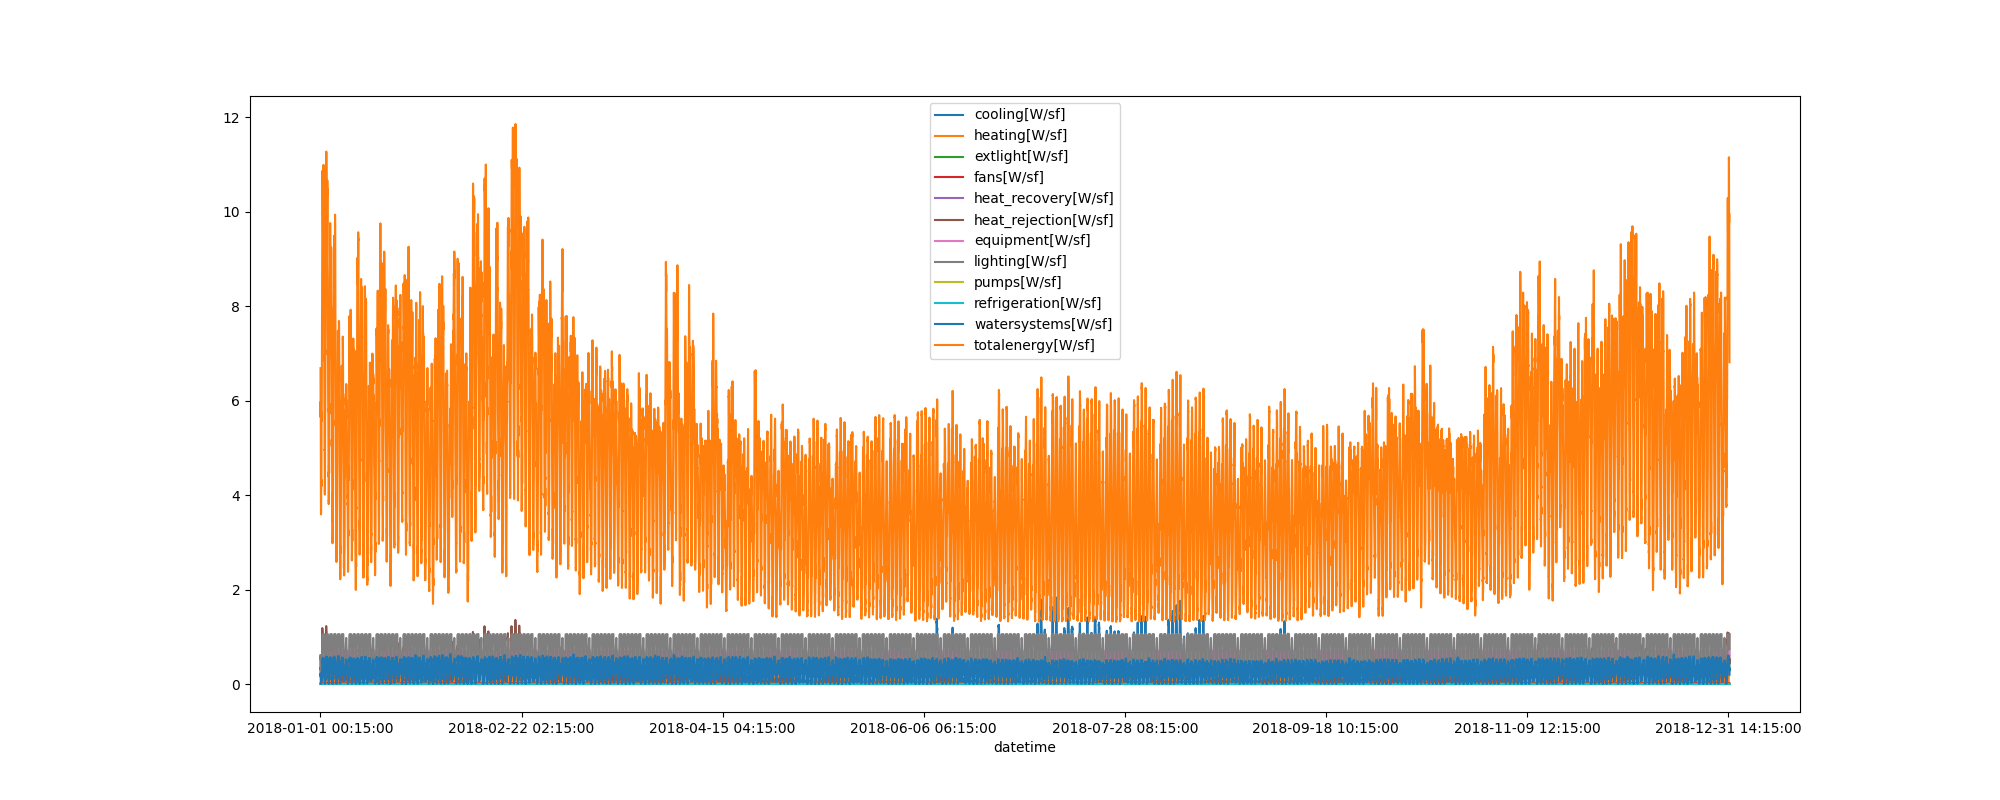 12
10
8
6
4
2
0
cooling[W/sf]
heating[W/sf]
extlight[W/sf]
fans[W/sf]
heat_recovery[W/sf]
heat_rejection[W/sf]
equipment[W/sf]
lighting[W/sf]
pumps[W/sf]
refrigeration[W/sf]
watersystems[W/sf]
totalenergy[W/sf]
2018-01-01 00:15:00 2018-02-22 02:15:00 2018-04-15 04:15:00 2018-06-06 06:15:00 2018-07-28 08:15:00 2018-09-18 10:15:00 2018-11-09 12:15:00 2018-12-31 14:15:00
datetime